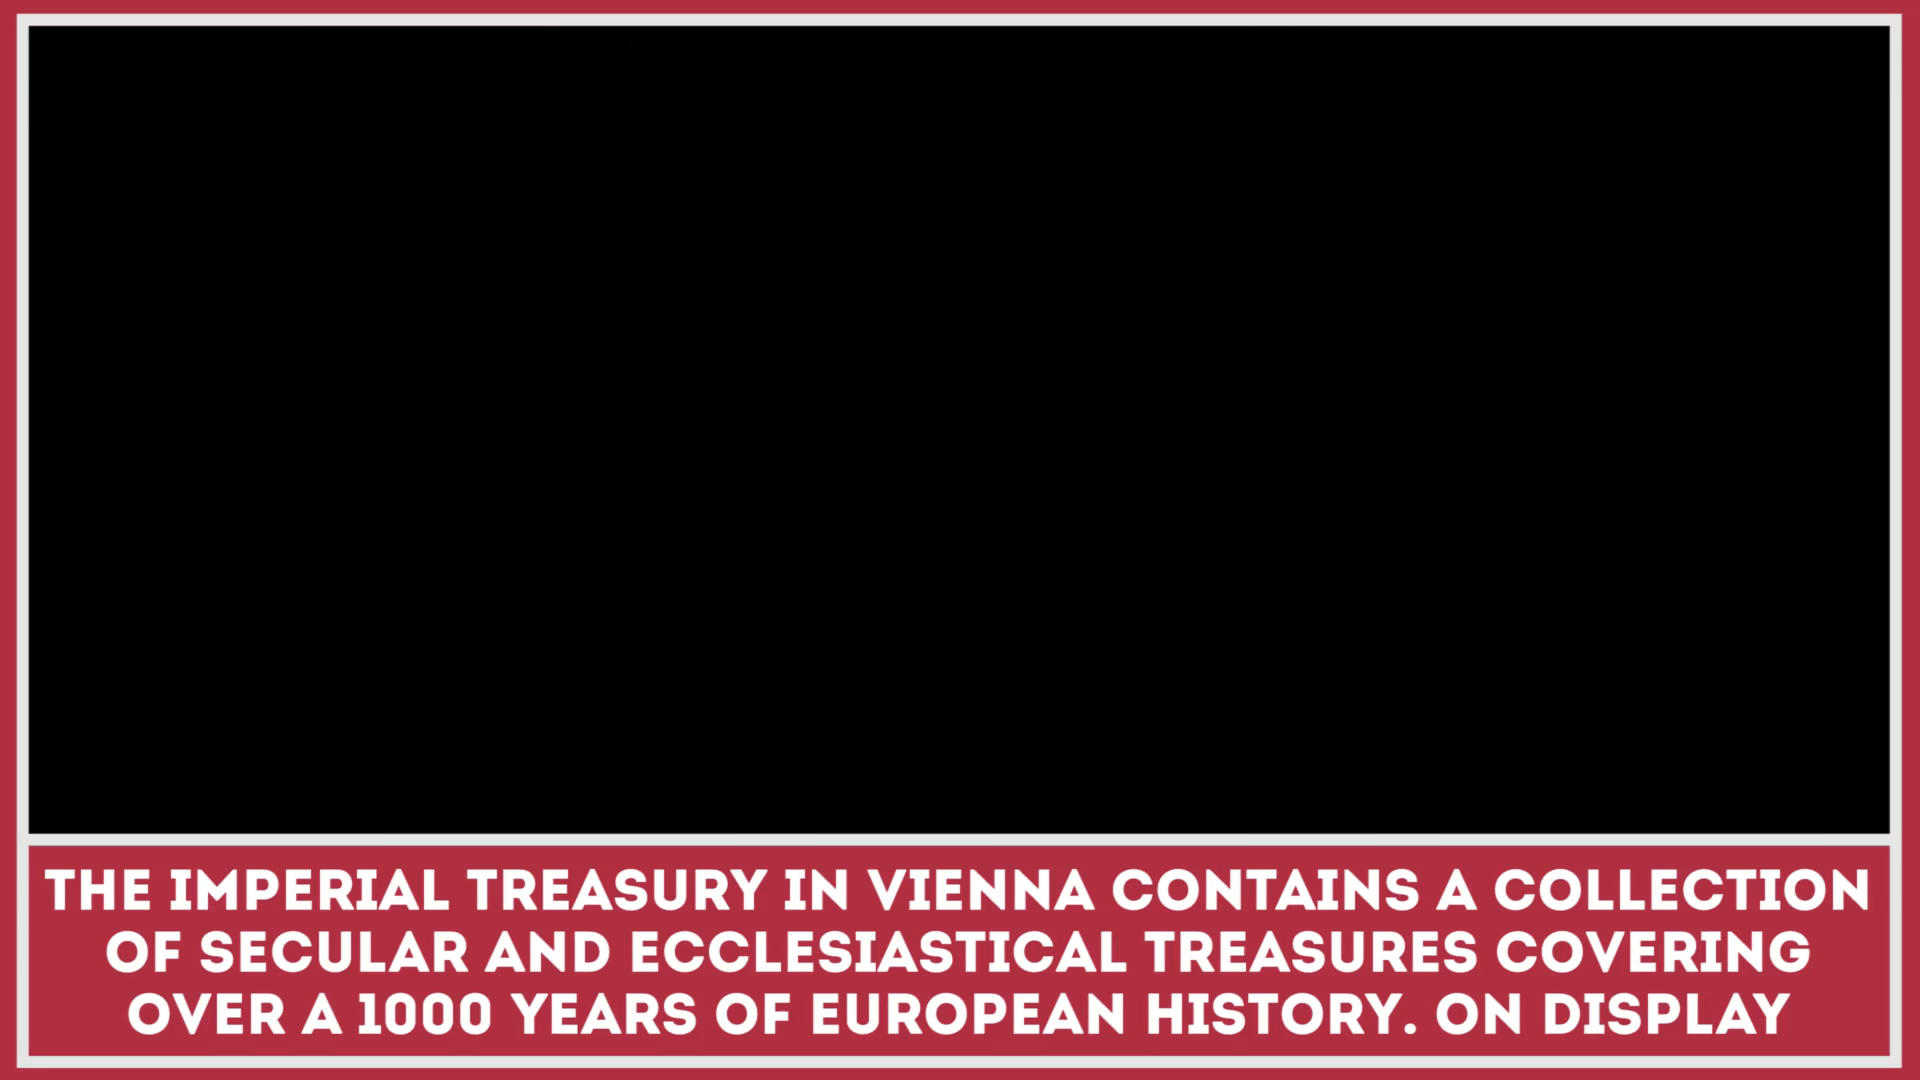 THE IMPERIAL TREASURY IN VIENNA CONTAINS A COLLECTION
OF SECULAR AND ECCLESIASTICAL TREASURES COVERING
OVER A 1000 YEARS OF EUROPEAN HISTORY. ON DISPLAY